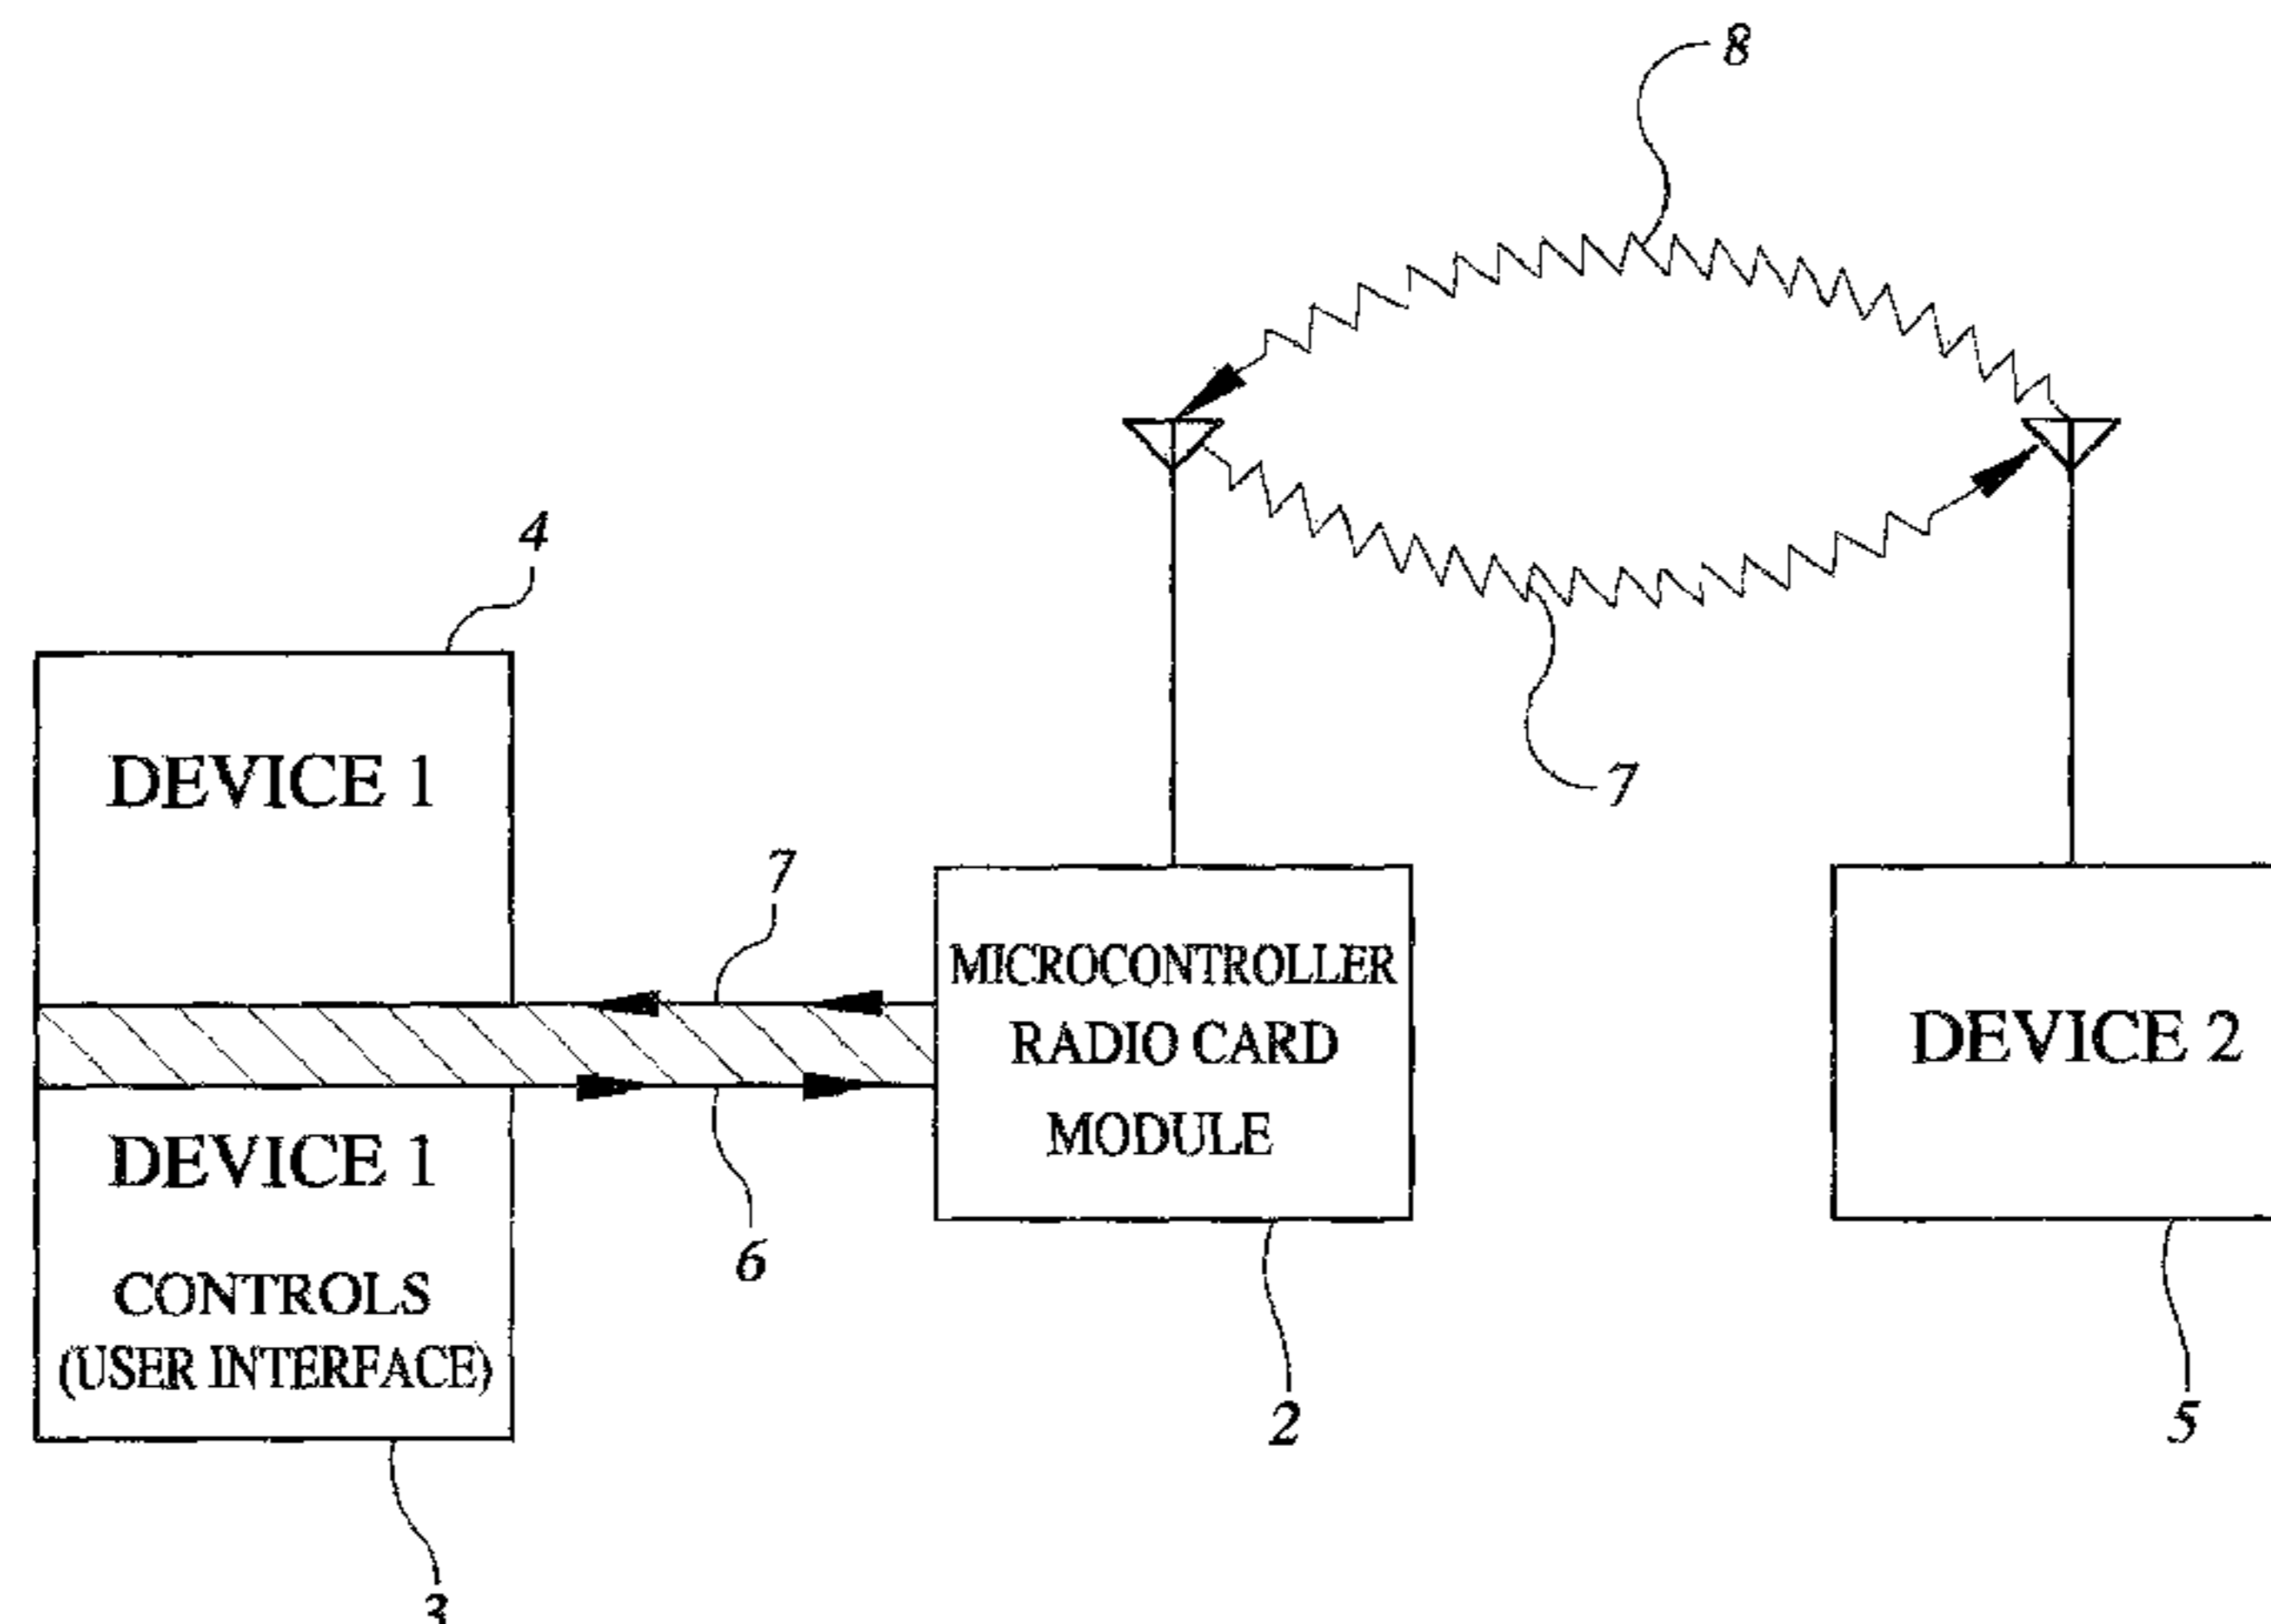 8
4
DEVICE 1
7
7
MICROCONTROLLER
RADIO CARD
MODULE
DEVICE 2
DEVICE 1
CONTROLS
(USER INTERFACE)
6
2
5
3